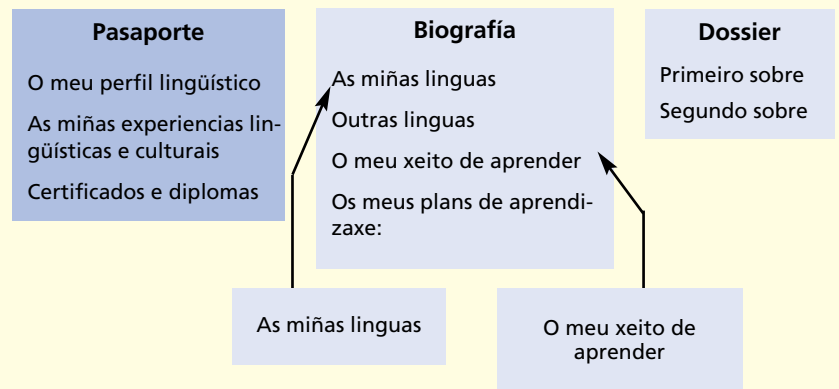 Pasaporte
O meu perfil lingüístico
As miñas experiencias lin-
güísticas e culturais
Certificados e diplomas
Biografía
As miñas linguas
Outras linguas
O meu xeito de aprender
Os meus plans de aprendi-
zaxe:
Dossier
Primeiro sobre
Segundo sobre
As miñas linguas
O meu xeito de
aprender